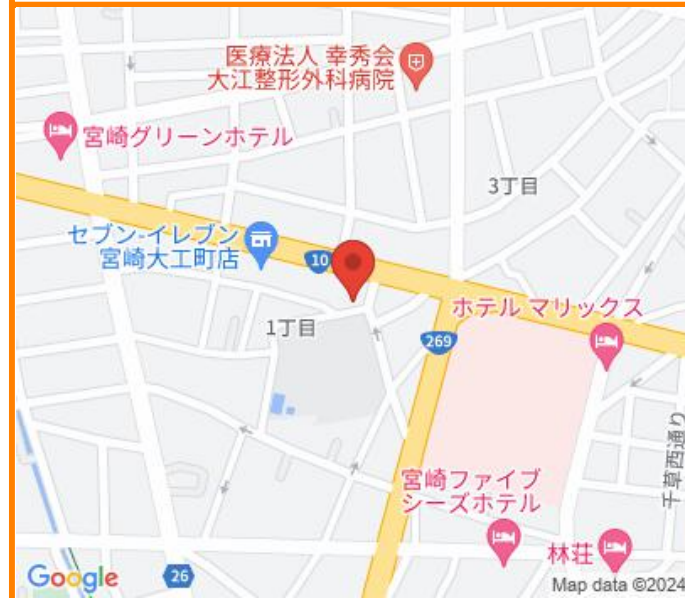 医療法人 幸秀会
大江整形外科病院
宮崎グリーンホテル
3丁目
セブン-イレブン
宮崎大工町店
10
1丁目
ホテル マリックス
269
千草西通り
宮崎ファイブ
シーズホテル
林荘
Google
26
Map data ©2024